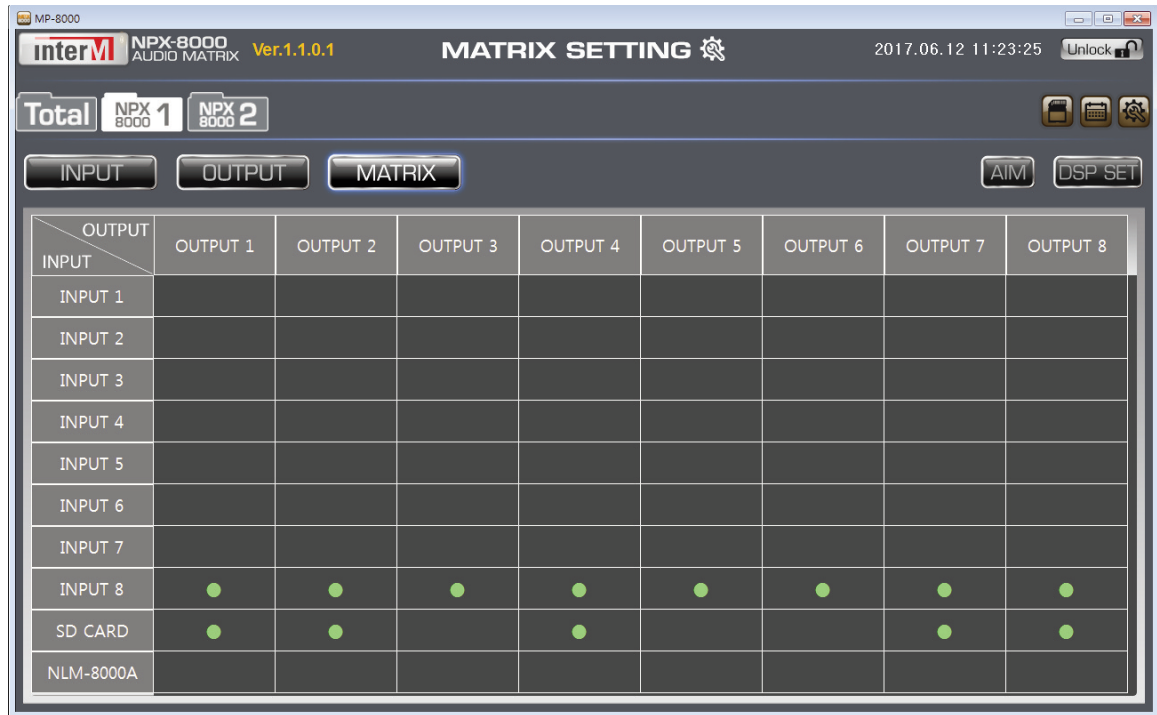 MP-8000
interM NPX-8000 AUDIO MATRIX Ver.1.1.0.1 MATRIX SETTING 2017.06.12 11:23:25 Unlock
Total NPX 8000 1 NPX 8000 2
INPUT OUTPUT MATRIX AIM DSP SET
OUTPUT INPUT OUTPUT 1 OUTPUT 2 OUTPUT 3 OUTPUT 4 OUTPUT 5 OUTPUT 6 OUTPUT 7 OUTPUT 8
INPUT 1
INPUT 2
INPUT 3
INPUT 4
INPUT 5
INPUT 6
INPUT 7
INPUT 8
SD CARD
NLM-8000A